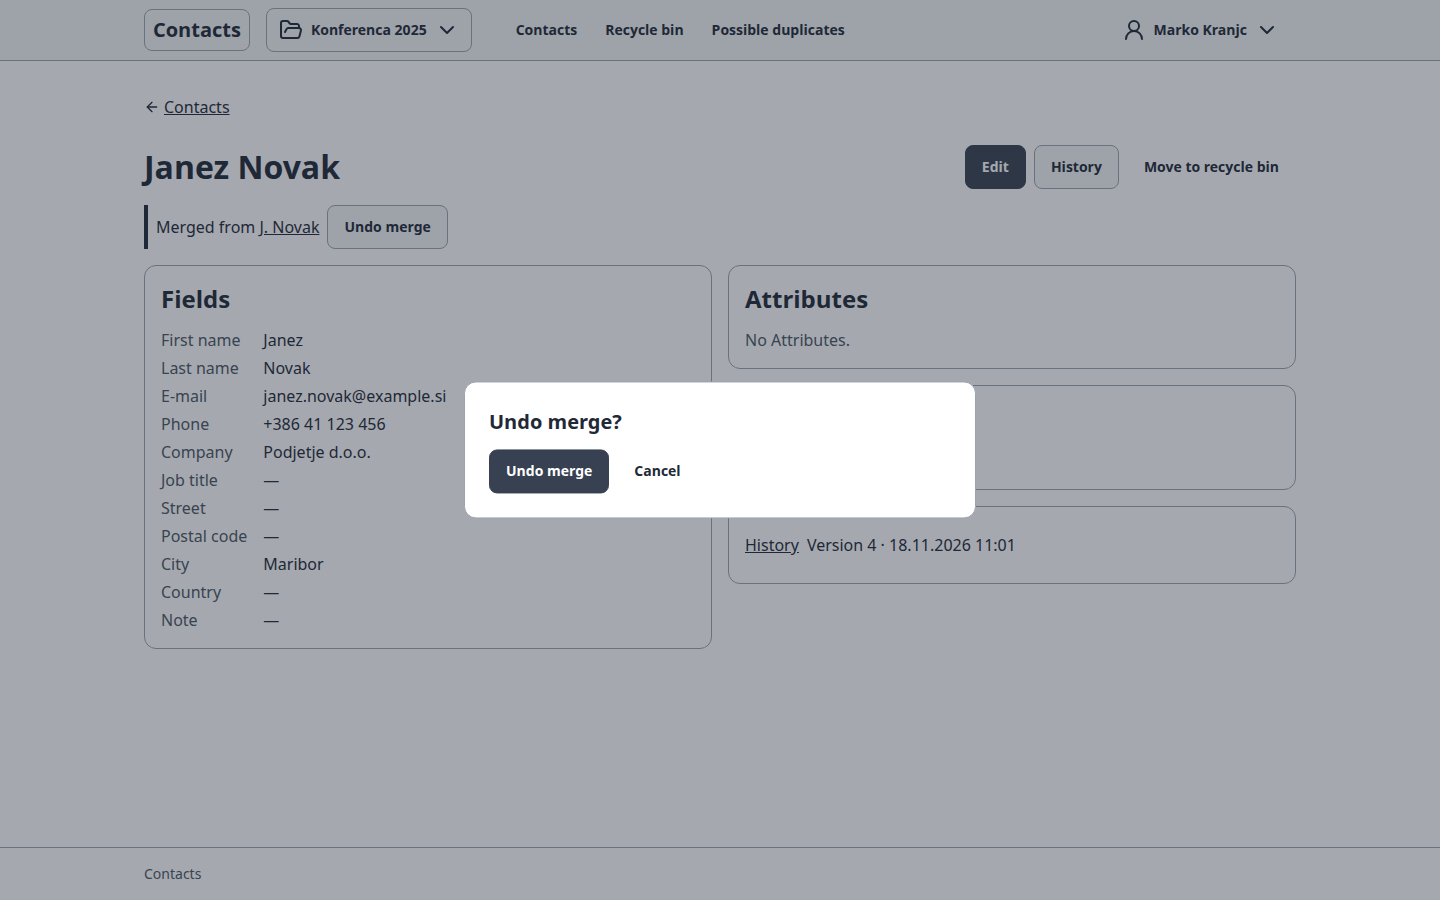 Contacts
Konferenca 2025
Contacts Recycle bin Possible duplicates
Marko Kranjc
← Contacts
Janez Novak
Edit History Move to recycle bin
Merged from J. Novak Undo merge
Fields
First name Janez
Last name Novak
E-mail janez.novak@example.si
Phone +386 41 123 456
Company Podjetje d.o.o.
Job title —
Street —
Postal code —
City Maribor
Country —
Note —
Attributes
No Attributes.
Undo merge?
Undo merge Cancel
History Version 4 · 18.11.2026 11:01
Contacts